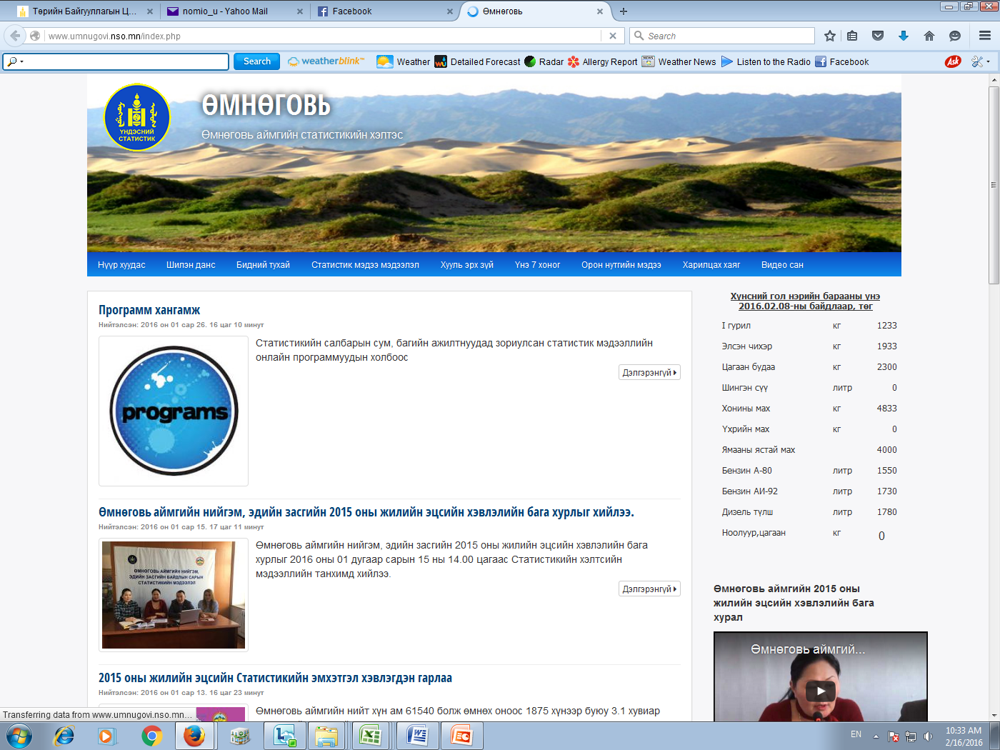 Төрийн Байгууллагын Ц...
nomio_u - Yahoo Mail
Facebook
Өмнөговь
www.umnugovi.nso.mn/index.php
Search
Search
weatherblink™
Weather
Detailed Forecast
Radar
Allergy Report
NEWS
Weather News
Listen to the Radio
Facebook
Ask
ҮНДЭСНИЙ
СТАТИСТИК
ӨМНӨГОВЬ
Өмнөговь аймгийн статистикийн хэлтэс
Нүүр хуудас
Шилэн данс
Бидний тухай
Статистик мэдээ мэдээлэл
Хууль эрх зүй
Үнэ 7 хоног
Орон нутгийн мэдээ
Харилцах хаяг
Видео сан
Программ хангамж
Нийтэлсэн: 2016 он 01 сар 26. 16 цаг 10 минут
programs
Статистикийн салбарын сум, багийн ажилтнуудад зориулсан статистик мэдээллийн
онлайн программуудын холбоос
Дэлгэрэнгүй
Өмнөговь аймгийн нийгэм, эдийн засгийн 2015 оны жилийн эцсийн хэвлэлийн бага хурлыг хийлээ.
Нийтэлсэн: 2016 он 01 сар 15. 17 цаг 11 минут
ӨМНӨГОВЬ АЙМГИЙН НИЙГЭМ,
ЭДИЙН ЗАСГИЙН БАЙДЛЫН САРЫН
СТАТИСТИКИЙН МЭДЭЭЛЭЛ
Өмнөговь аймгийн нийгэм, эдийн засгийн 2015 оны жилийн эцсийн хэвлэлийн бага
хурлыг 2016 оны 01 дугаар сарын 15 ны 14.00 цагаас Статистикийн хэлтсийн
мэдээллийн танхимд хийлээ.
Дэлгэрэнгүй
2015 оны жилийн эцсийн Статистикийн эмхэтгэл хэвлэгдэн гарлаа
Нийтэлсэн: 2016 он 01 сар 13. 16 цаг 23 минут
Өмнөговь аймгийн нийт хүн ам 61540 болж өмнөх оноос 1875 хүнээр буюу 3.1 хувиар
Хүнсний гол нэрийн барааны үнэ
2016.02.08-ны байдлаар, төг
I гурил кг 1233
Элсэн чихэр кг 1933
Цагаан будаа кг 2300
Шингэн сүү литр 0
Хонины мах кг 4833
Үхрийн мах кг 0
Ямааны ястай мах 4000
Бензин А-80 литр 1550
Бензин АИ-92 литр 1730
Дизель түлш литр 1780
Ноолуур,цагаан кг 0
Өмнөговь аймгийн 2015 оны
жилийн эцсийн хэвлэлийн бага
хурал
Өмнөговь аймгий...
Transferring data from www.umnugovi.nso.mn...
EN
10:33 AM
2/16/2016